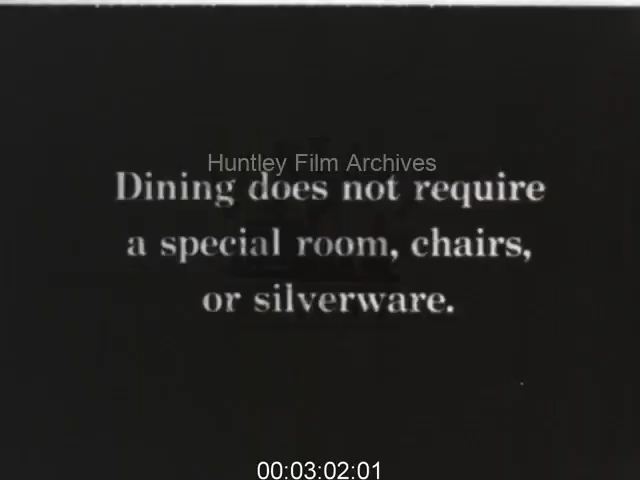 Huntley Film Archives
Dining does not require
a special room, chairs,
or silverware.
00:03:02:01